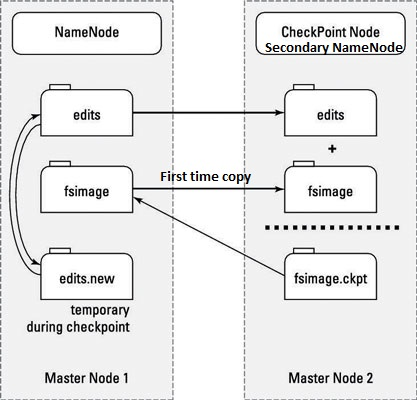 NameNode
CheckPoint Node
Secondary NameNode
edits
edits
+
First time copy
fsimage
fsimage
edits.new
fsimage.ckpt
temporary
during checkpoint
Master Node 1
Master Node 2